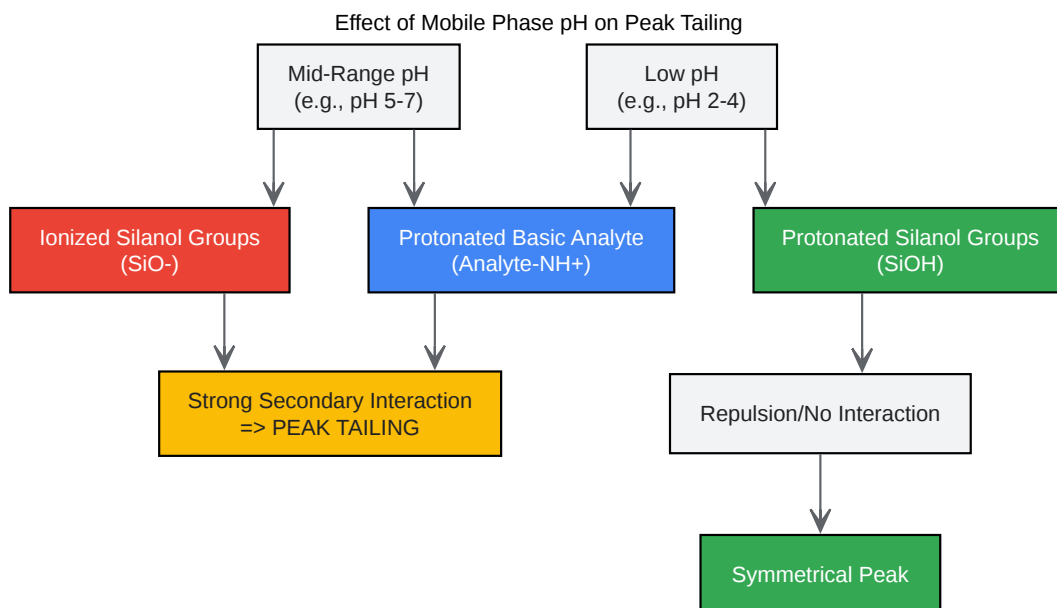 Effect of Mobile Phase pH on Peak Tailing
Mid-Range pH
(e.g., pH 5-7)
Low pH
(e.g., pH 2-4)
Ionized Silanol Groups
(SiO-)
Protonated Basic Analyte
(Analyte-NH+)
Protonated Silanol Groups
(SiOH)
Strong Secondary Interaction
=> PEAK TAILING
Repulsion/No Interaction
Symmetrical Peak